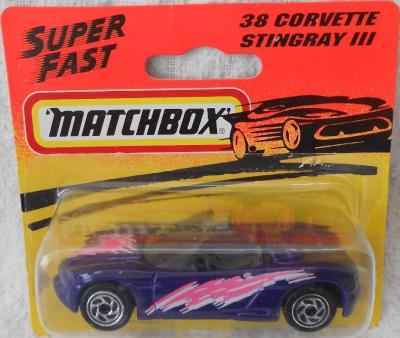 SUPER
FAST
38 CORVETTE
STINGRAY III
"MATCHBOX"®